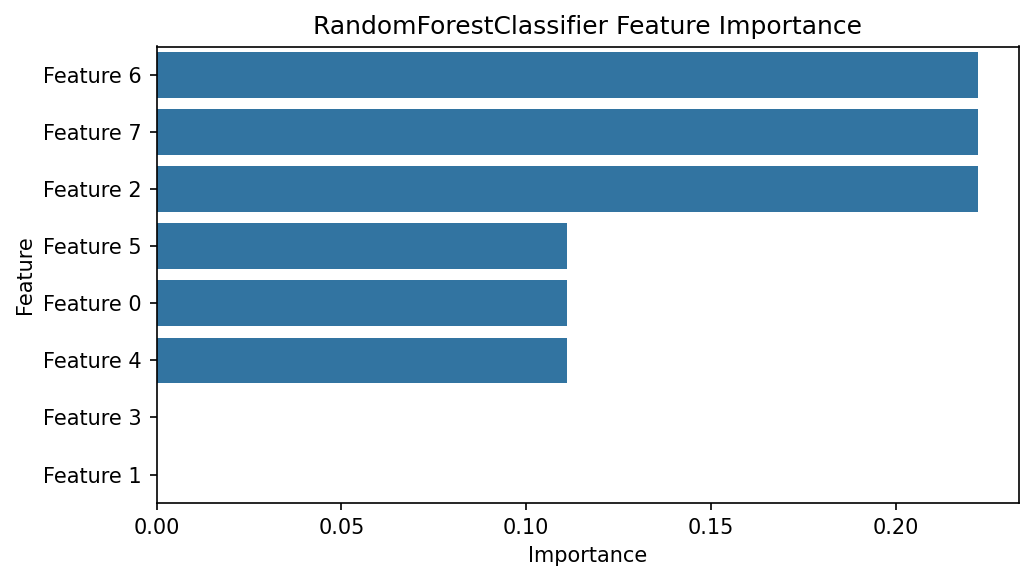 RandomForestClassifier Feature Importance
Feature 6
Feature 7
Feature 2
Feature 5
Feature 0
Feature 4
Feature 3
Feature 1
Feature
0.00 0.05 0.10 0.15 0.20
Importance